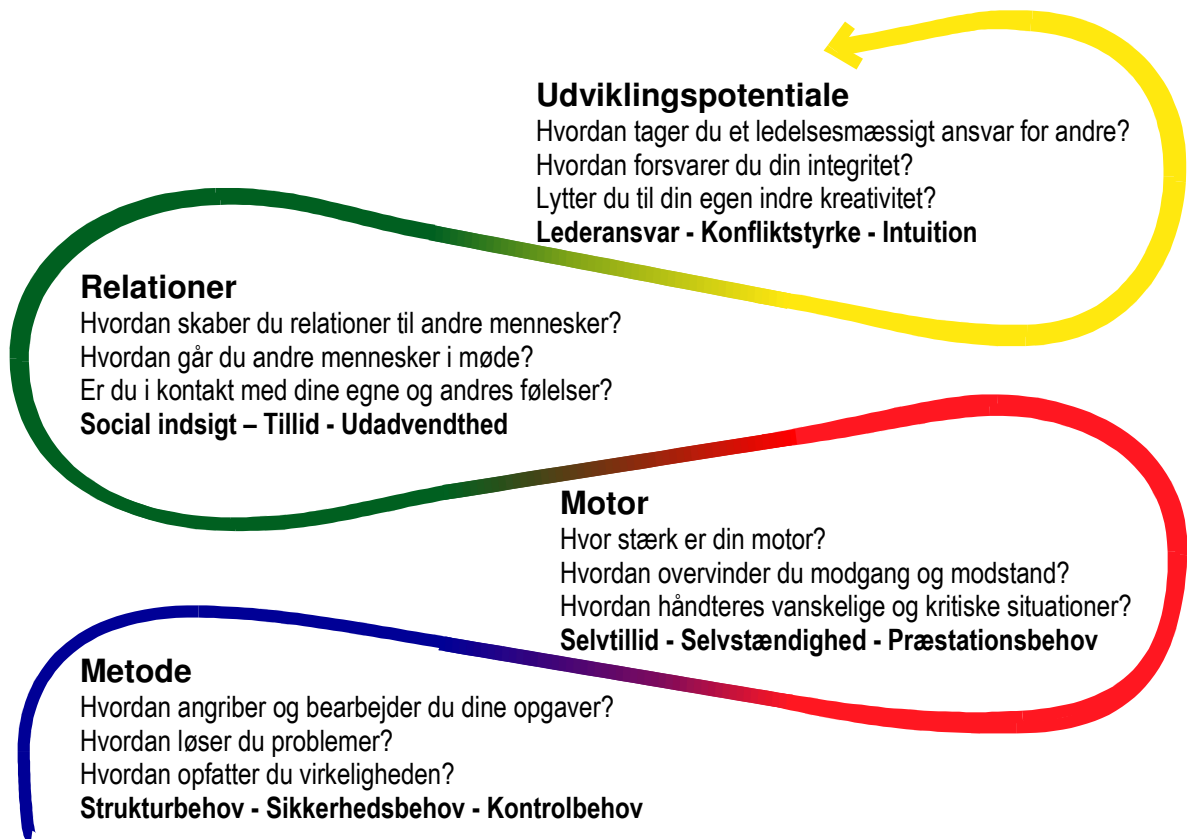 Udviklingspotentiale
Hvordan tager du et ledelsesmæssigt ansvar for andre?
Hvordan forsvarer du din integritet?
Lytter du til din egen indre kreativitet?
Lederansvar - Konfliktstyrke - Intuition
Relationer
Hvordan skaber du relationer til andre mennesker?
Hvordan går du andre mennesker i møde?
Er du i kontakt med dine egne og andres følelser?
Social indsigt – Tillid - Udadvendthed
Motor
Hvor stærk er din motor?
Hvordan overvinder du modgang og modstand?
Hvordan håndteres vanskelige og kritiske situationer?
Selvtillid - Selvstændighed - Præstationsbehov
Metode
Hvordan angriber og bearbejder du dine opgaver?
Hvordan løser du problemer?
Hvordan opfatter du virkeligheden?
Strukturbehov - Sikkerhedsbehov - Kontrolbehov